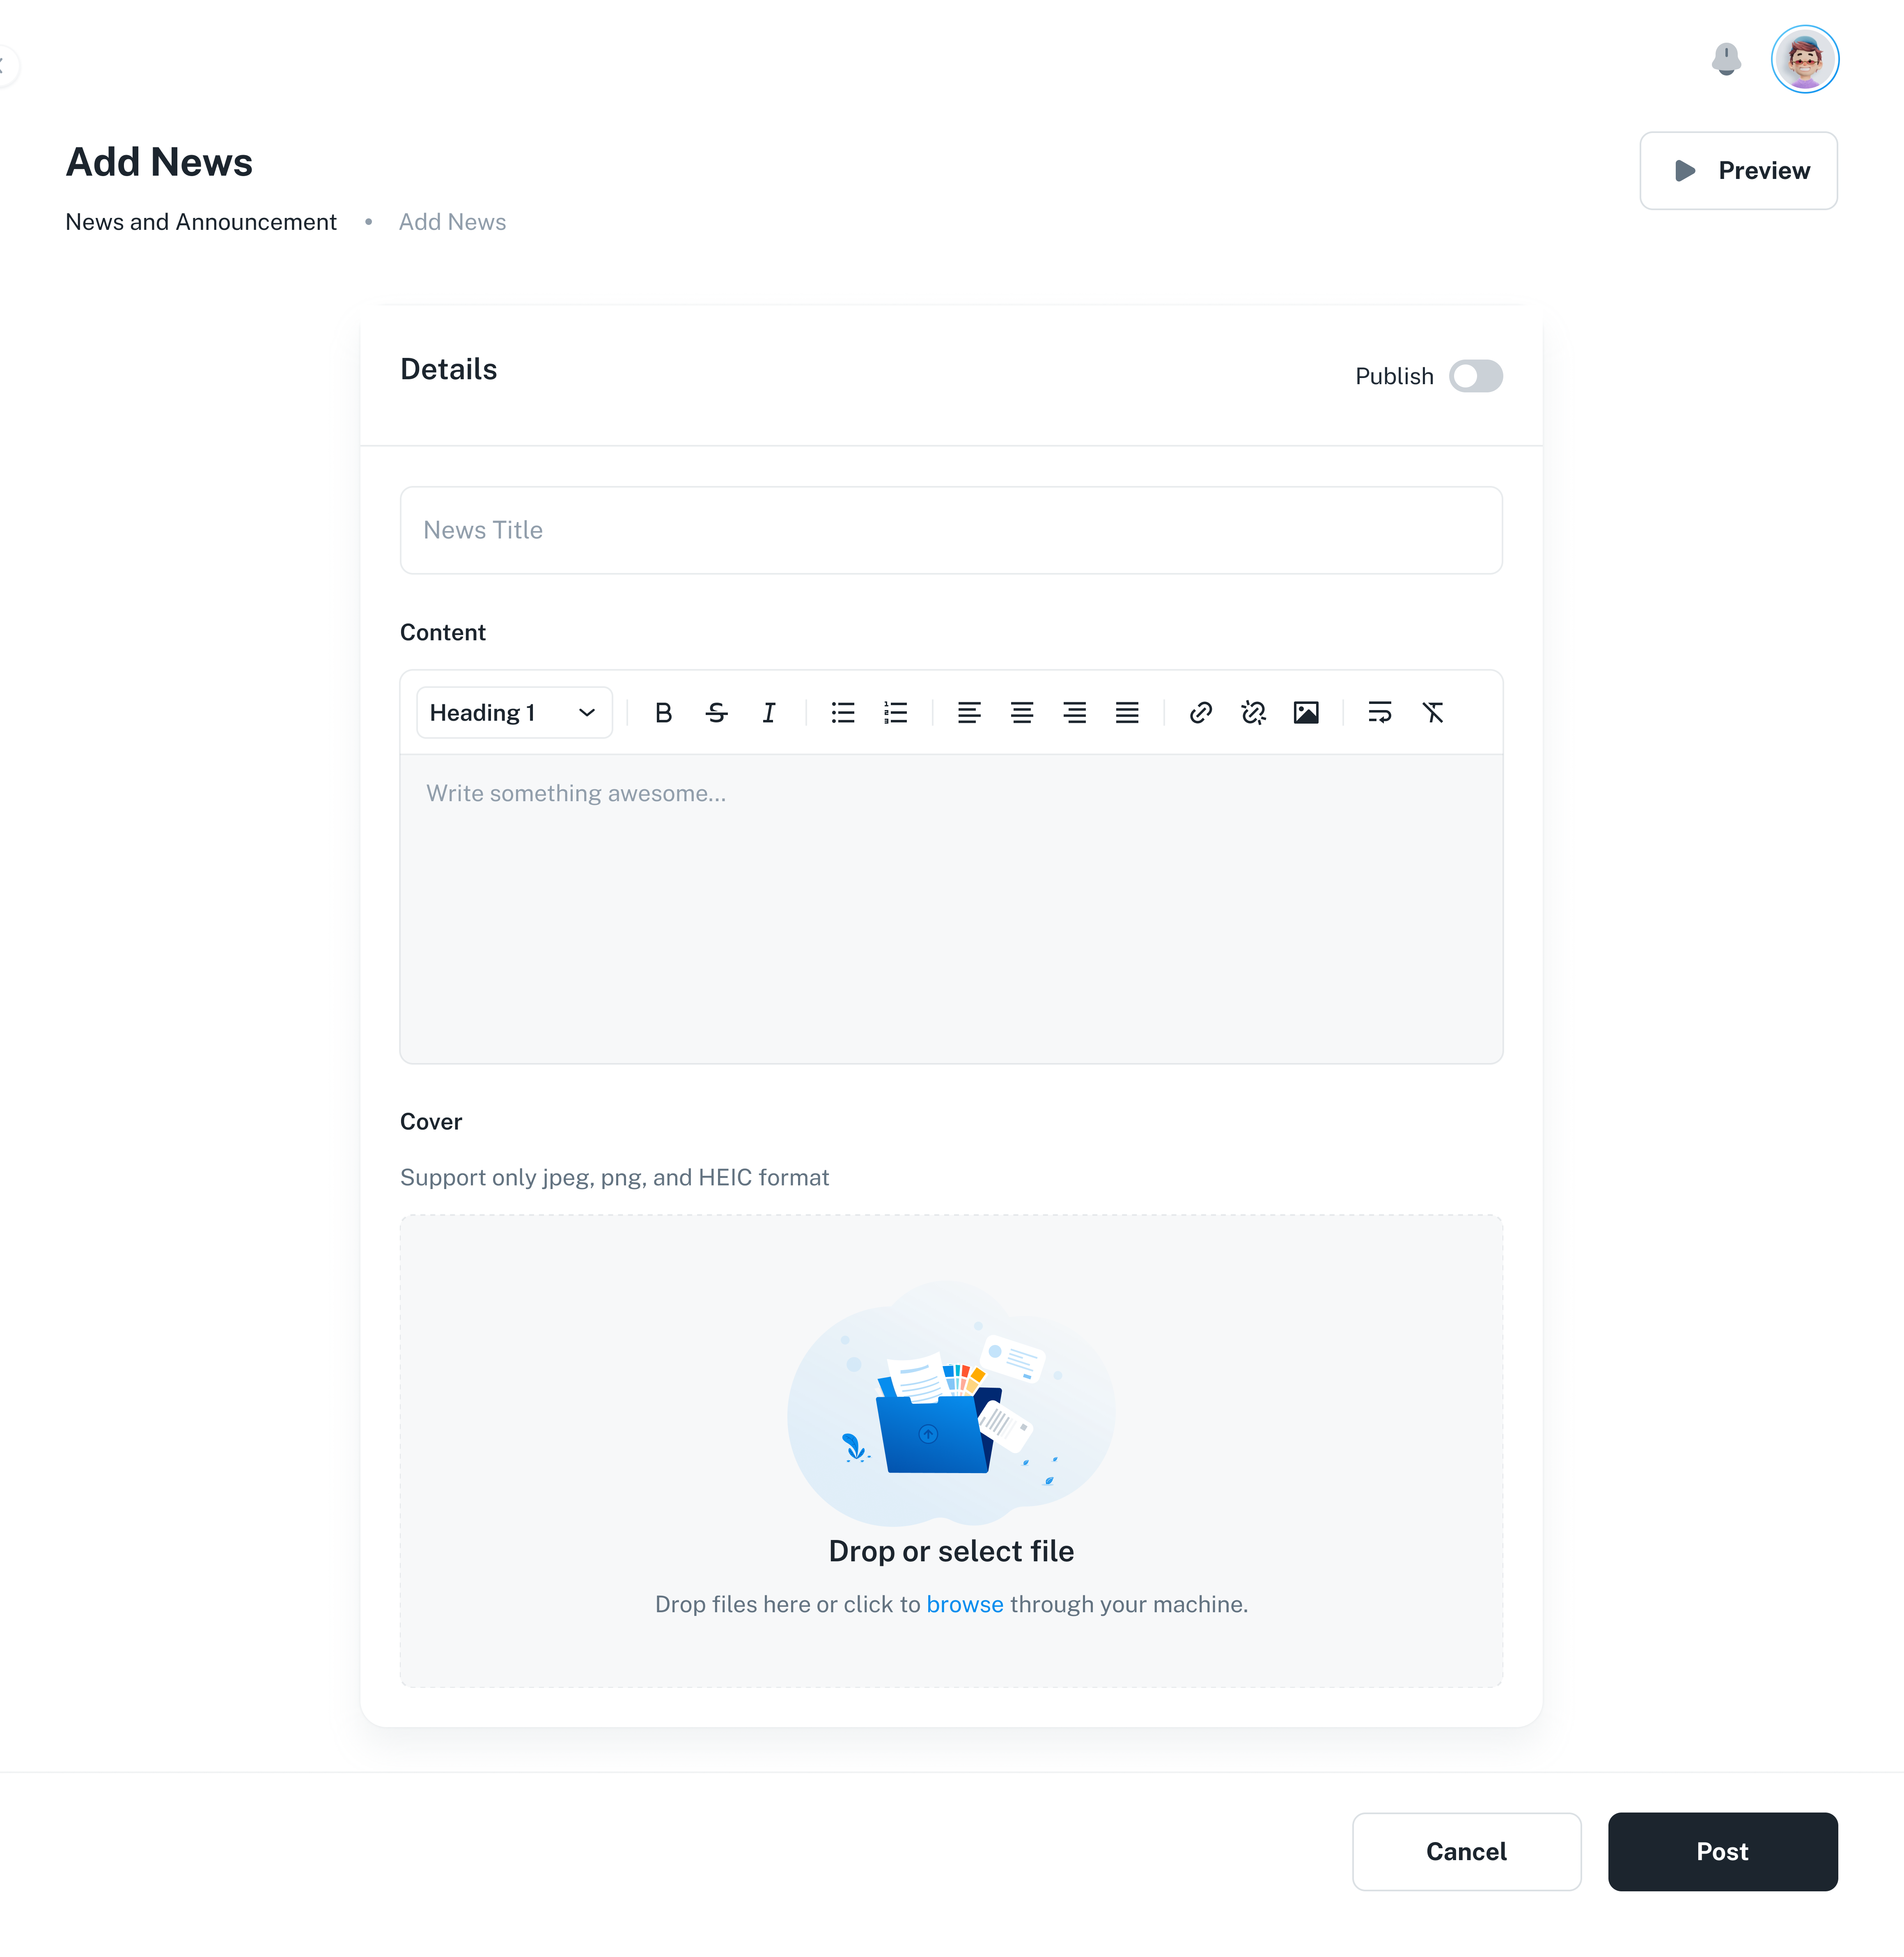 Add News
Preview
News and Announcement • Add News
Details
Publish
News Title
Content
Heading 1
Write something awesome...
Cover
Support only jpeg, png, and HEIC format
Drop or select file
Drop files here or click to browse through your machine.
Cancel
Post